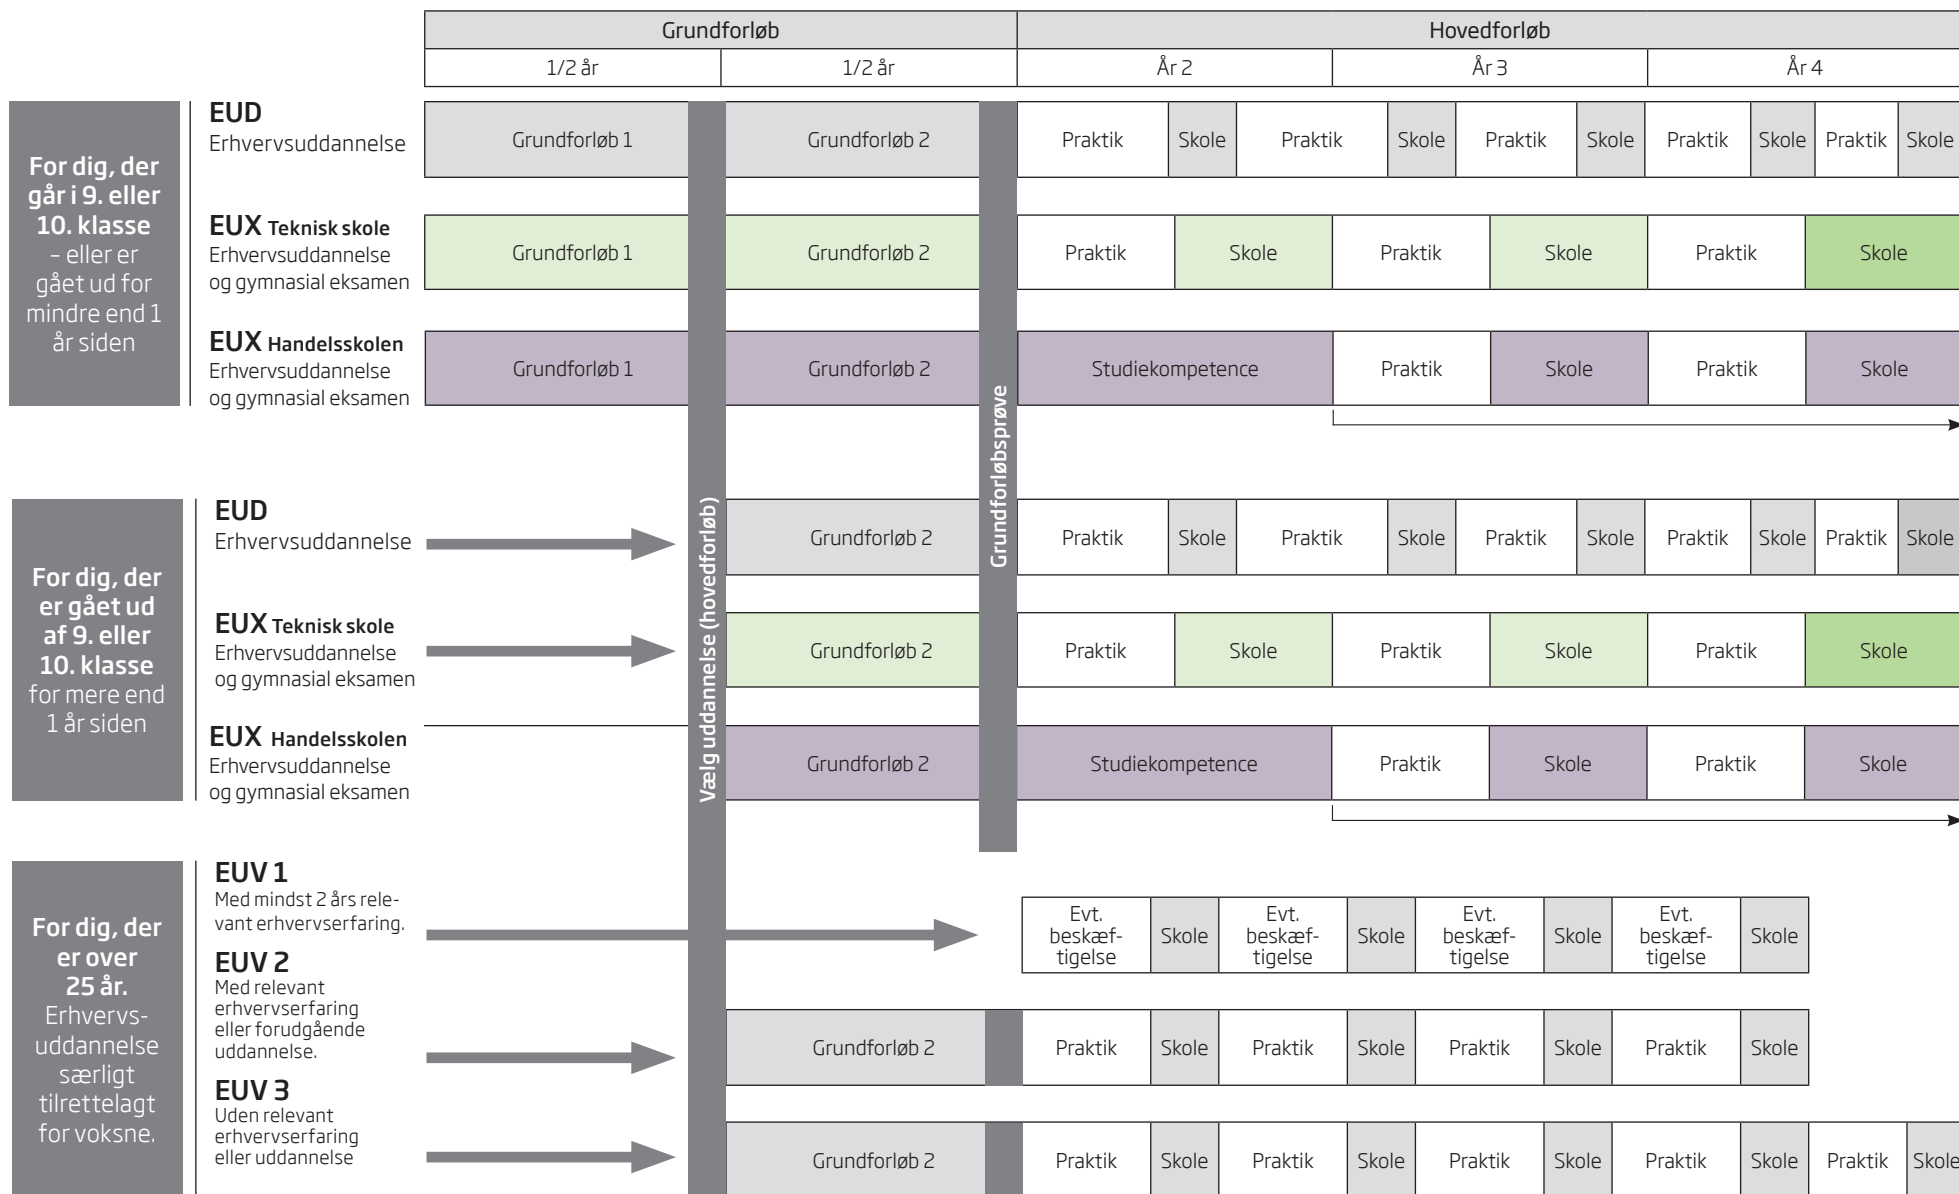 Grundforløb
Hovedforløb
1/2 år
1/2 år
År 2
År 3
År 4
For dig, der
går i 9. eller
10. klasse
– eller er
gået ud for
mindre end 1
år siden
EUD
Erhvervsuddannelse
Grundforløb 1
Grundforløb 2
Praktik
Skole
Praktik
Skole
Praktik
Skole
Praktik
Skole
Praktik
Skole
EUX Teknisk skole
Erhvervsuddannelse
og gymnasial eksamen
Grundforløb 1
Grundforløb 2
Praktik
Skole
Praktik
Skole
Praktik
Skole
EUX Handelsskolen
Erhvervsuddannelse
og gymnasial eksamen
Grundforløb 1
Grundforløb 2
Studiekompetence
Praktik
Skole
Praktik
Skole
Vælg uddannelse (hovedforløb)
Grundforløbsprøve
For dig, der
er gået ud
af 9. eller
10. klasse
for mere end
1 år siden
EUD
Erhvervsuddannelse
Grundforløb 2
Praktik
Skole
Praktik
Skole
Praktik
Skole
Praktik
Skole
Praktik
Skole
EUX Teknisk skole
Erhvervsuddannelse
og gymnasial eksamen
Grundforløb 2
Praktik
Skole
Praktik
Skole
Praktik
Skole
EUX Handelsskolen
Erhvervsuddannelse
og gymnasial eksamen
Grundforløb 2
Studiekompetence
Praktik
Skole
Praktik
Skole
For dig, der
er over
25 år.
Erhvervs-
uddannelse
særligt
tilrettelagt
for voksne.
EUV 1
Med mindst 2 års rele-
vant erhvervserfaring.
Evt.
beskæf-
tigelse
Skole
Evt.
beskæf-
tigelse
Skole
Evt.
beskæf-
tigelse
Skole
Evt.
beskæf-
tigelse
Skole
EUV 2
Med relevant
erhvervserfaring
eller forudgående
uddannelse.
Grundforløb 2
Praktik
Skole
Praktik
Skole
Praktik
Skole
Praktik
Skole
EUV 3
Uden relevant
erhvervserfaring
eller uddannelse
Grundforløb 2
Praktik
Skole
Praktik
Skole
Praktik
Skole
Praktik
Skole
Praktik
Skole